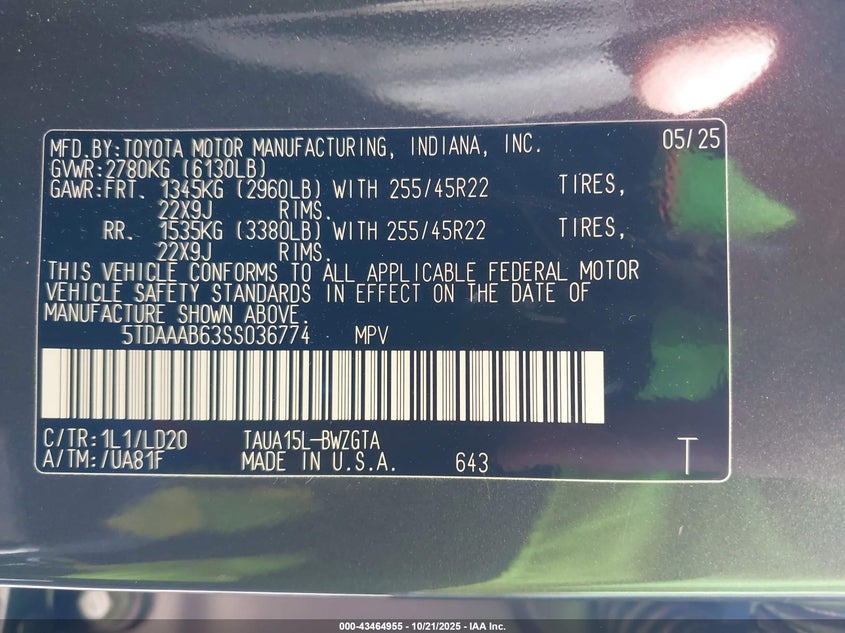 MFD.BY:TOYOTA MOTOR MANUFACTURING, INDIANA, INC. 05/25
GVWR:2780KG (6130LB)
GAWR:FRT. 1345KG (2960LB) WITH 255/45R22 TIRES,
22X9J RIMS.
RR. 1535KG (3380LB) WITH 255/45R22 TIRES,
22X9J RIMS.
THIS VEHICLE CONFORMS TO ALL APPLICABLE FEDERAL MOTOR
VEHICLE SAFETY STANDARDS IN EFFECT ON THE DATE OF
MANUFACTURE SHOWN ABOVE.
5TDAAAB63SS036774 MPV
C/TR:1L1/LD20 TAUA15L-BWZGTA
A/TM:/UA81F MADE IN U.S.A. 643 T
000-43464955 - 10/21/2025 - IAA Inc.